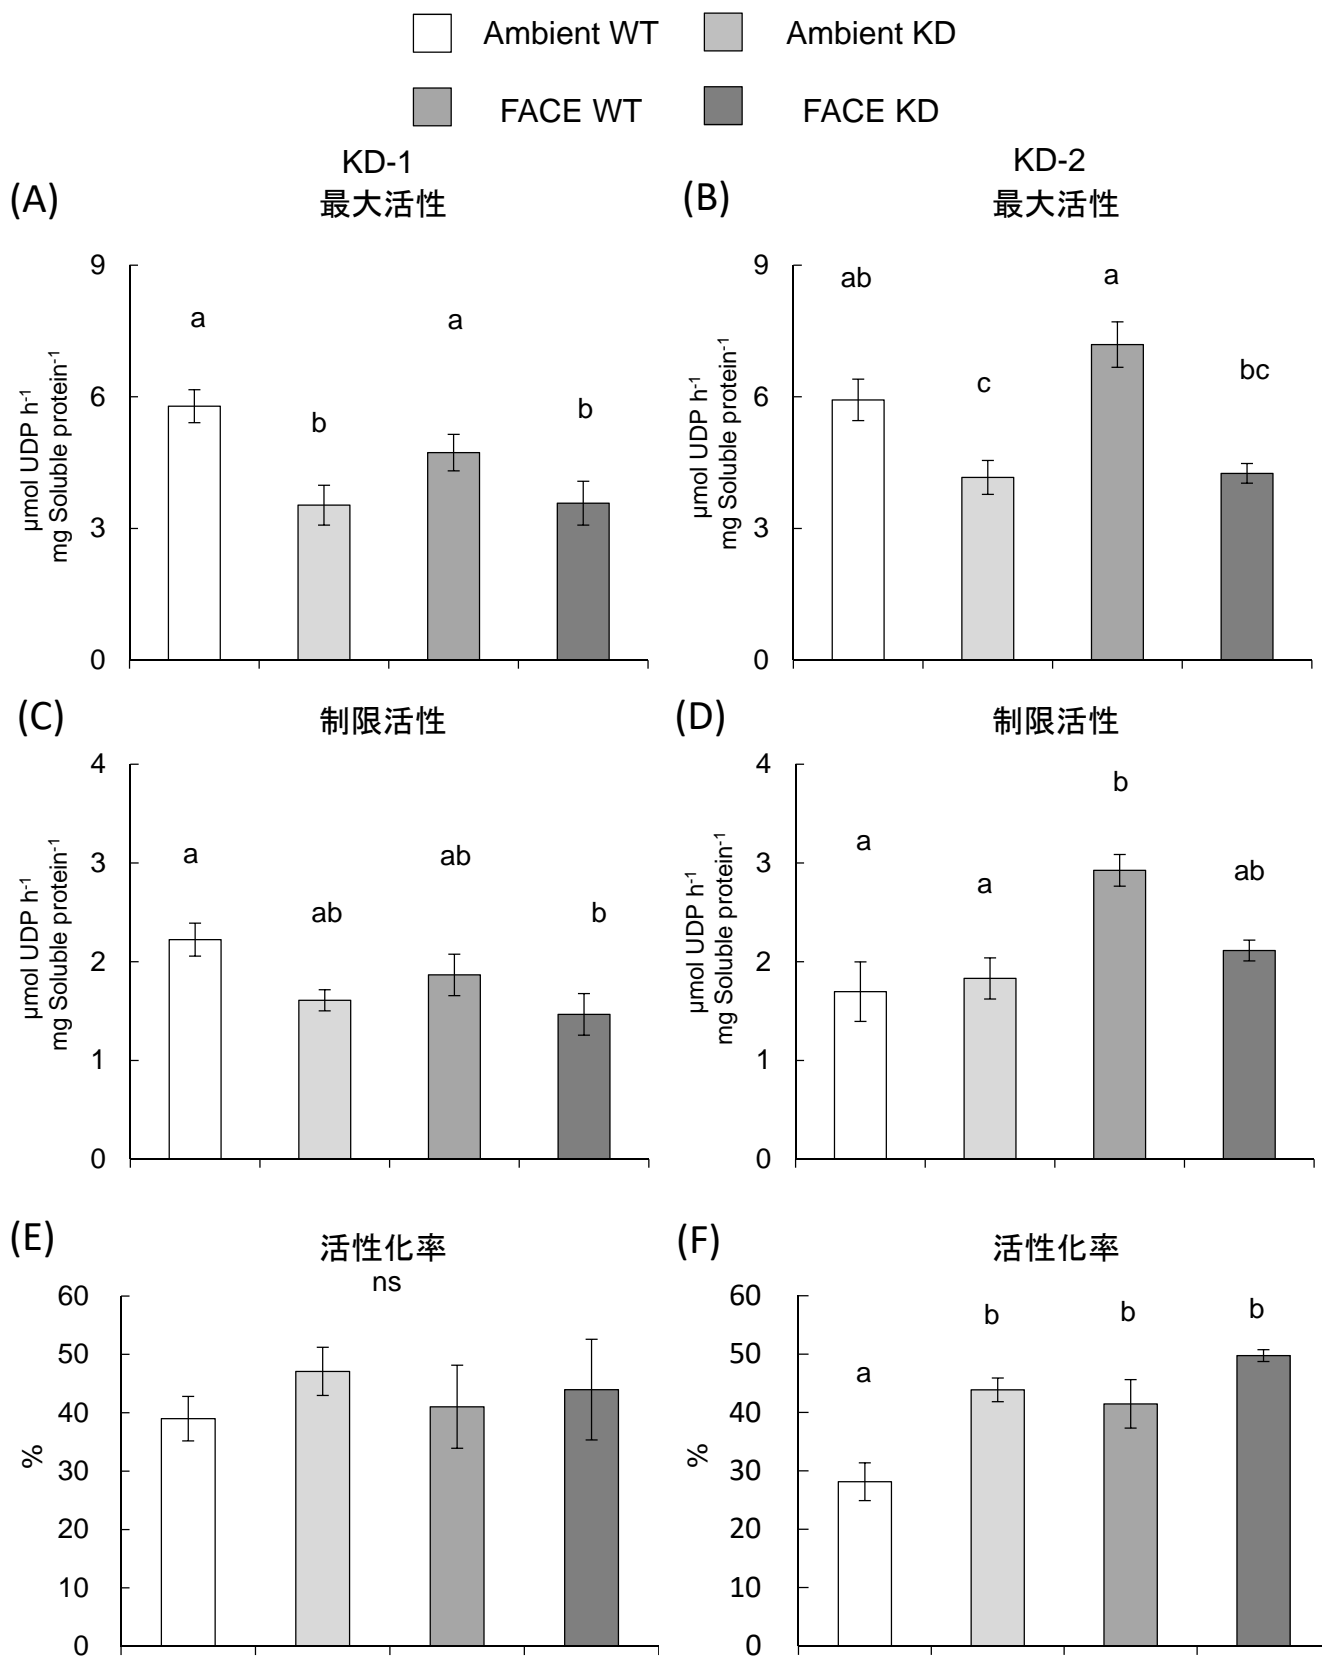 Ambient WT
Ambient KD
FACE WT
FACE KD
KD-1
(A)
最大活性
9
6
3
0
µmol UDP h-1
mg Soluble protein-1
a
b
a
b
KD-2
(B)
最大活性
9
6
3
0
µmol UDP h-1
mg Soluble protein-1
ab
c
a
bc
(C)
制限活性
4
3
2
1
0
µmol UDP h-1
mg Soluble protein-1
a
ab
ab
b
(D)
制限活性
4
3
2
1
0
µmol UDP h-1
mg Soluble protein-1
a
a
b
ab
(E)
活性化率
ns
60
50
40
30
20
10
0
%
(F)
活性化率
60
50
40
30
20
10
0
%
a
b
b
b